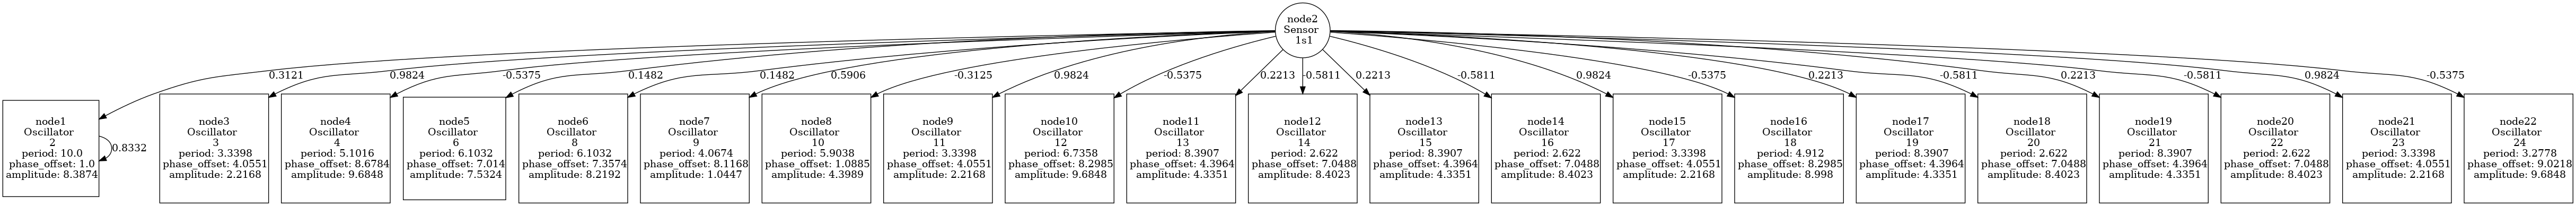 node2
Sensor
1s1
0.3121
0.9824
-0.5375
0.1482
0.1482
0.5906
-0.3125
0.9824
-0.5375
0.2213
-0.5811
0.2213
-0.5811
0.9824
-0.5375
0.2213
-0.5811
0.2213
-0.5811
0.9824
-0.5375
node1
Oscillator
2
period: 10.0
phase_offset: 1.0
amplitude: 8.3874
0.8332
node3
Oscillator
3
period: 3.3398
phase_offset: 4.0551
amplitude: 2.2168
node4
Oscillator
4
period: 5.1016
phase_offset: 8.6784
amplitude: 9.6848
node5
Oscillator
6
period: 6.1032
phase_offset: 7.014
amplitude: 7.5324
node6
Oscillator
8
period: 6.1032
phase_offset: 7.3574
amplitude: 8.2192
node7
Oscillator
9
period: 4.0674
phase_offset: 8.1168
amplitude: 1.0447
node8
Oscillator
10
period: 5.9038
phase_offset: 1.0885
amplitude: 4.3989
node9
Oscillator
11
period: 3.3398
phase_offset: 4.0551
amplitude: 2.2168
node10
Oscillator
12
period: 6.7358
phase_offset: 8.2985
amplitude: 9.6848
node11
Oscillator
13
period: 8.3907
phase_offset: 4.3964
amplitude: 4.3351
node12
Oscillator
14
period: 2.622
phase_offset: 7.0488
amplitude: 8.4023
node13
Oscillator
15
period: 8.3907
phase_offset: 4.3964
amplitude: 4.3351
node14
Oscillator
16
period: 2.622
phase_offset: 7.0488
amplitude: 8.4023
node15
Oscillator
17
period: 3.3398
phase_offset: 4.0551
amplitude: 2.2168
node16
Oscillator
18
period: 4.912
phase_offset: 8.2985
amplitude: 8.998
node17
Oscillator
19
period: 8.3907
phase_offset: 4.3964
amplitude: 4.3351
node18
Oscillator
20
period: 2.622
phase_offset: 7.0488
amplitude: 8.4023
node19
Oscillator
21
period: 8.3907
phase_offset: 4.3964
amplitude: 4.3351
node20
Oscillator
22
period: 2.622
phase_offset: 7.0488
amplitude: 8.4023
node21
Oscillator
23
period: 3.3398
phase_offset: 4.0551
amplitude: 2.2168
node22
Oscillator
24
period: 3.2778
phase_offset: 9.0218
amplitude: 9.6848